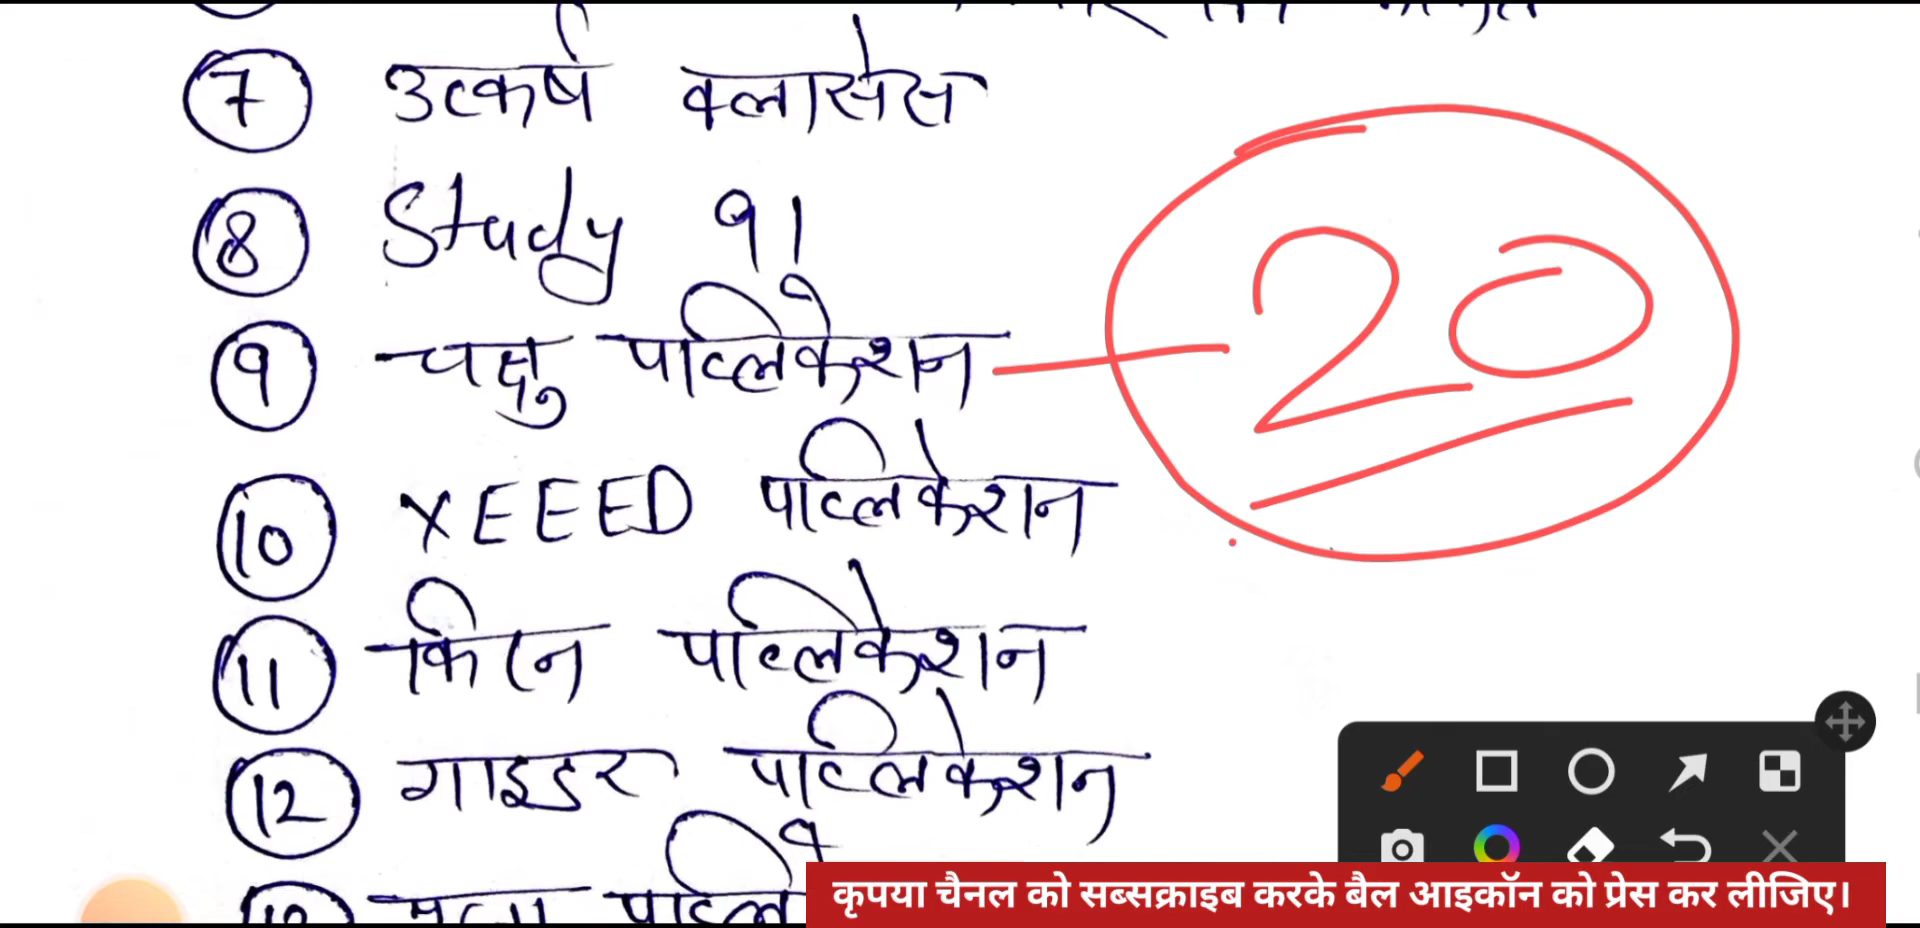 7 उत्कर्ष क्लासेस
8 Study 91
9 चक्षु पब्लिकेशन 20
10 XEEED पब्लिकेशन
11 किरन पब्लिकेशन
12 गाइडर पब्लिकेशन
कृपया चैनल को सब्सक्राइब करके बैल आइकॉन को प्रेस कर लीजिए।